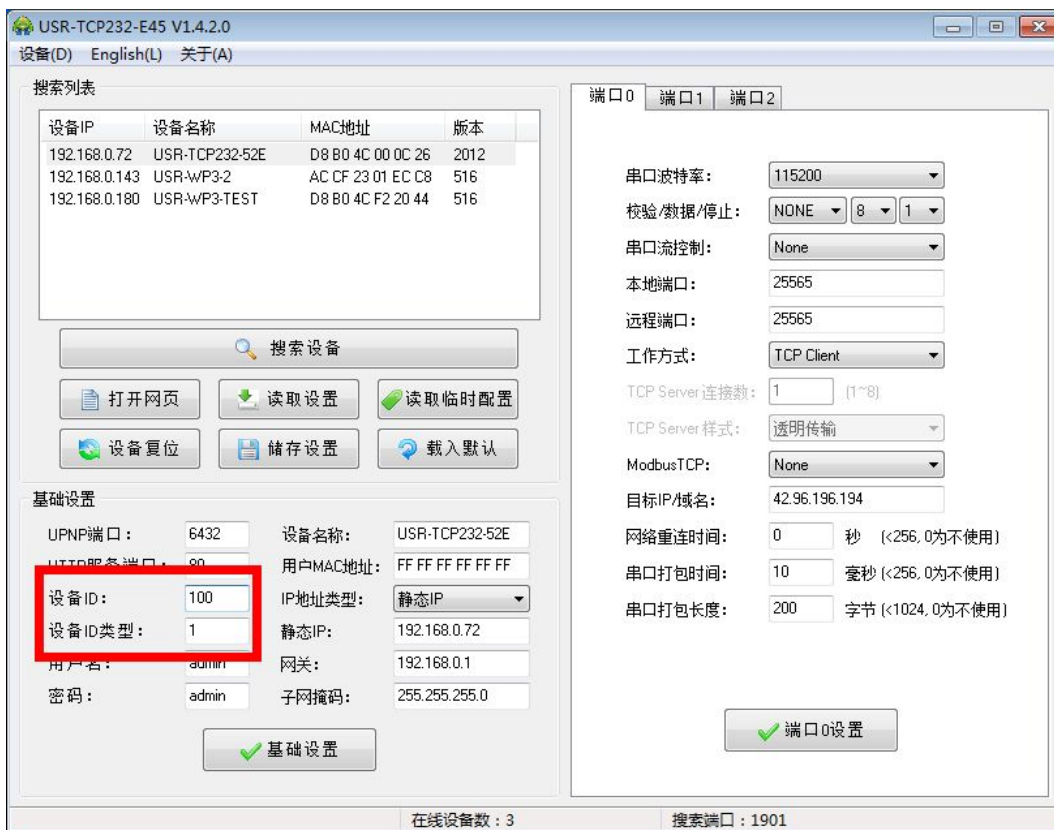 USR-TCP232-E45 V1.4.2.0
设备(D) English(L) 关于(A)
搜索列表
设备IP 设备名称 MAC地址 版本
192.168.0.72 USR-TCP232-52E D8 B0 4C 00 0C 26 2012
192.168.0.143 USR-WP3-2 AC CF 23 01 EC C8 516
192.168.0.180 USR-WP3-TEST D8 B0 4C F2 20 44 516
搜索设备
打开网页 读取设置 读取临时配置
设备复位 储存设置 载入默认
基础设置
UPNP端口: 6432 设备名称: USR-TCP232-52E
HTTP服务端口: 80 用户MAC地址: FF FF FF FF FF FF
设备ID: 100 IP地址类型: 静态IP
设备ID类型: 1 静态IP: 192.168.0.72
用户名: admin 网关: 192.168.0.1
密码: admin 子网掩码: 255.255.255.0
基础设置
端口0 端口1 端口2
串口波特率: 115200
校验/数据/停止: NONE 8 1
串口流控制: None
本地端口: 25565
远程端口: 25565
工作方式: TCP Client
TCP Server连接数: 1 (1~8)
TCP Server样式: 透明传输
ModbusTCP: None
目标IP/域名: 42.96.196.194
网络重连时间: 0 秒 (<256, 0为不使用)
串口打包时间: 10 毫秒 (<256, 0为不使用)
串口打包长度: 200 字节 (<1024, 0为不使用)
端口0设置
在线设备数:3 搜索端口:1901